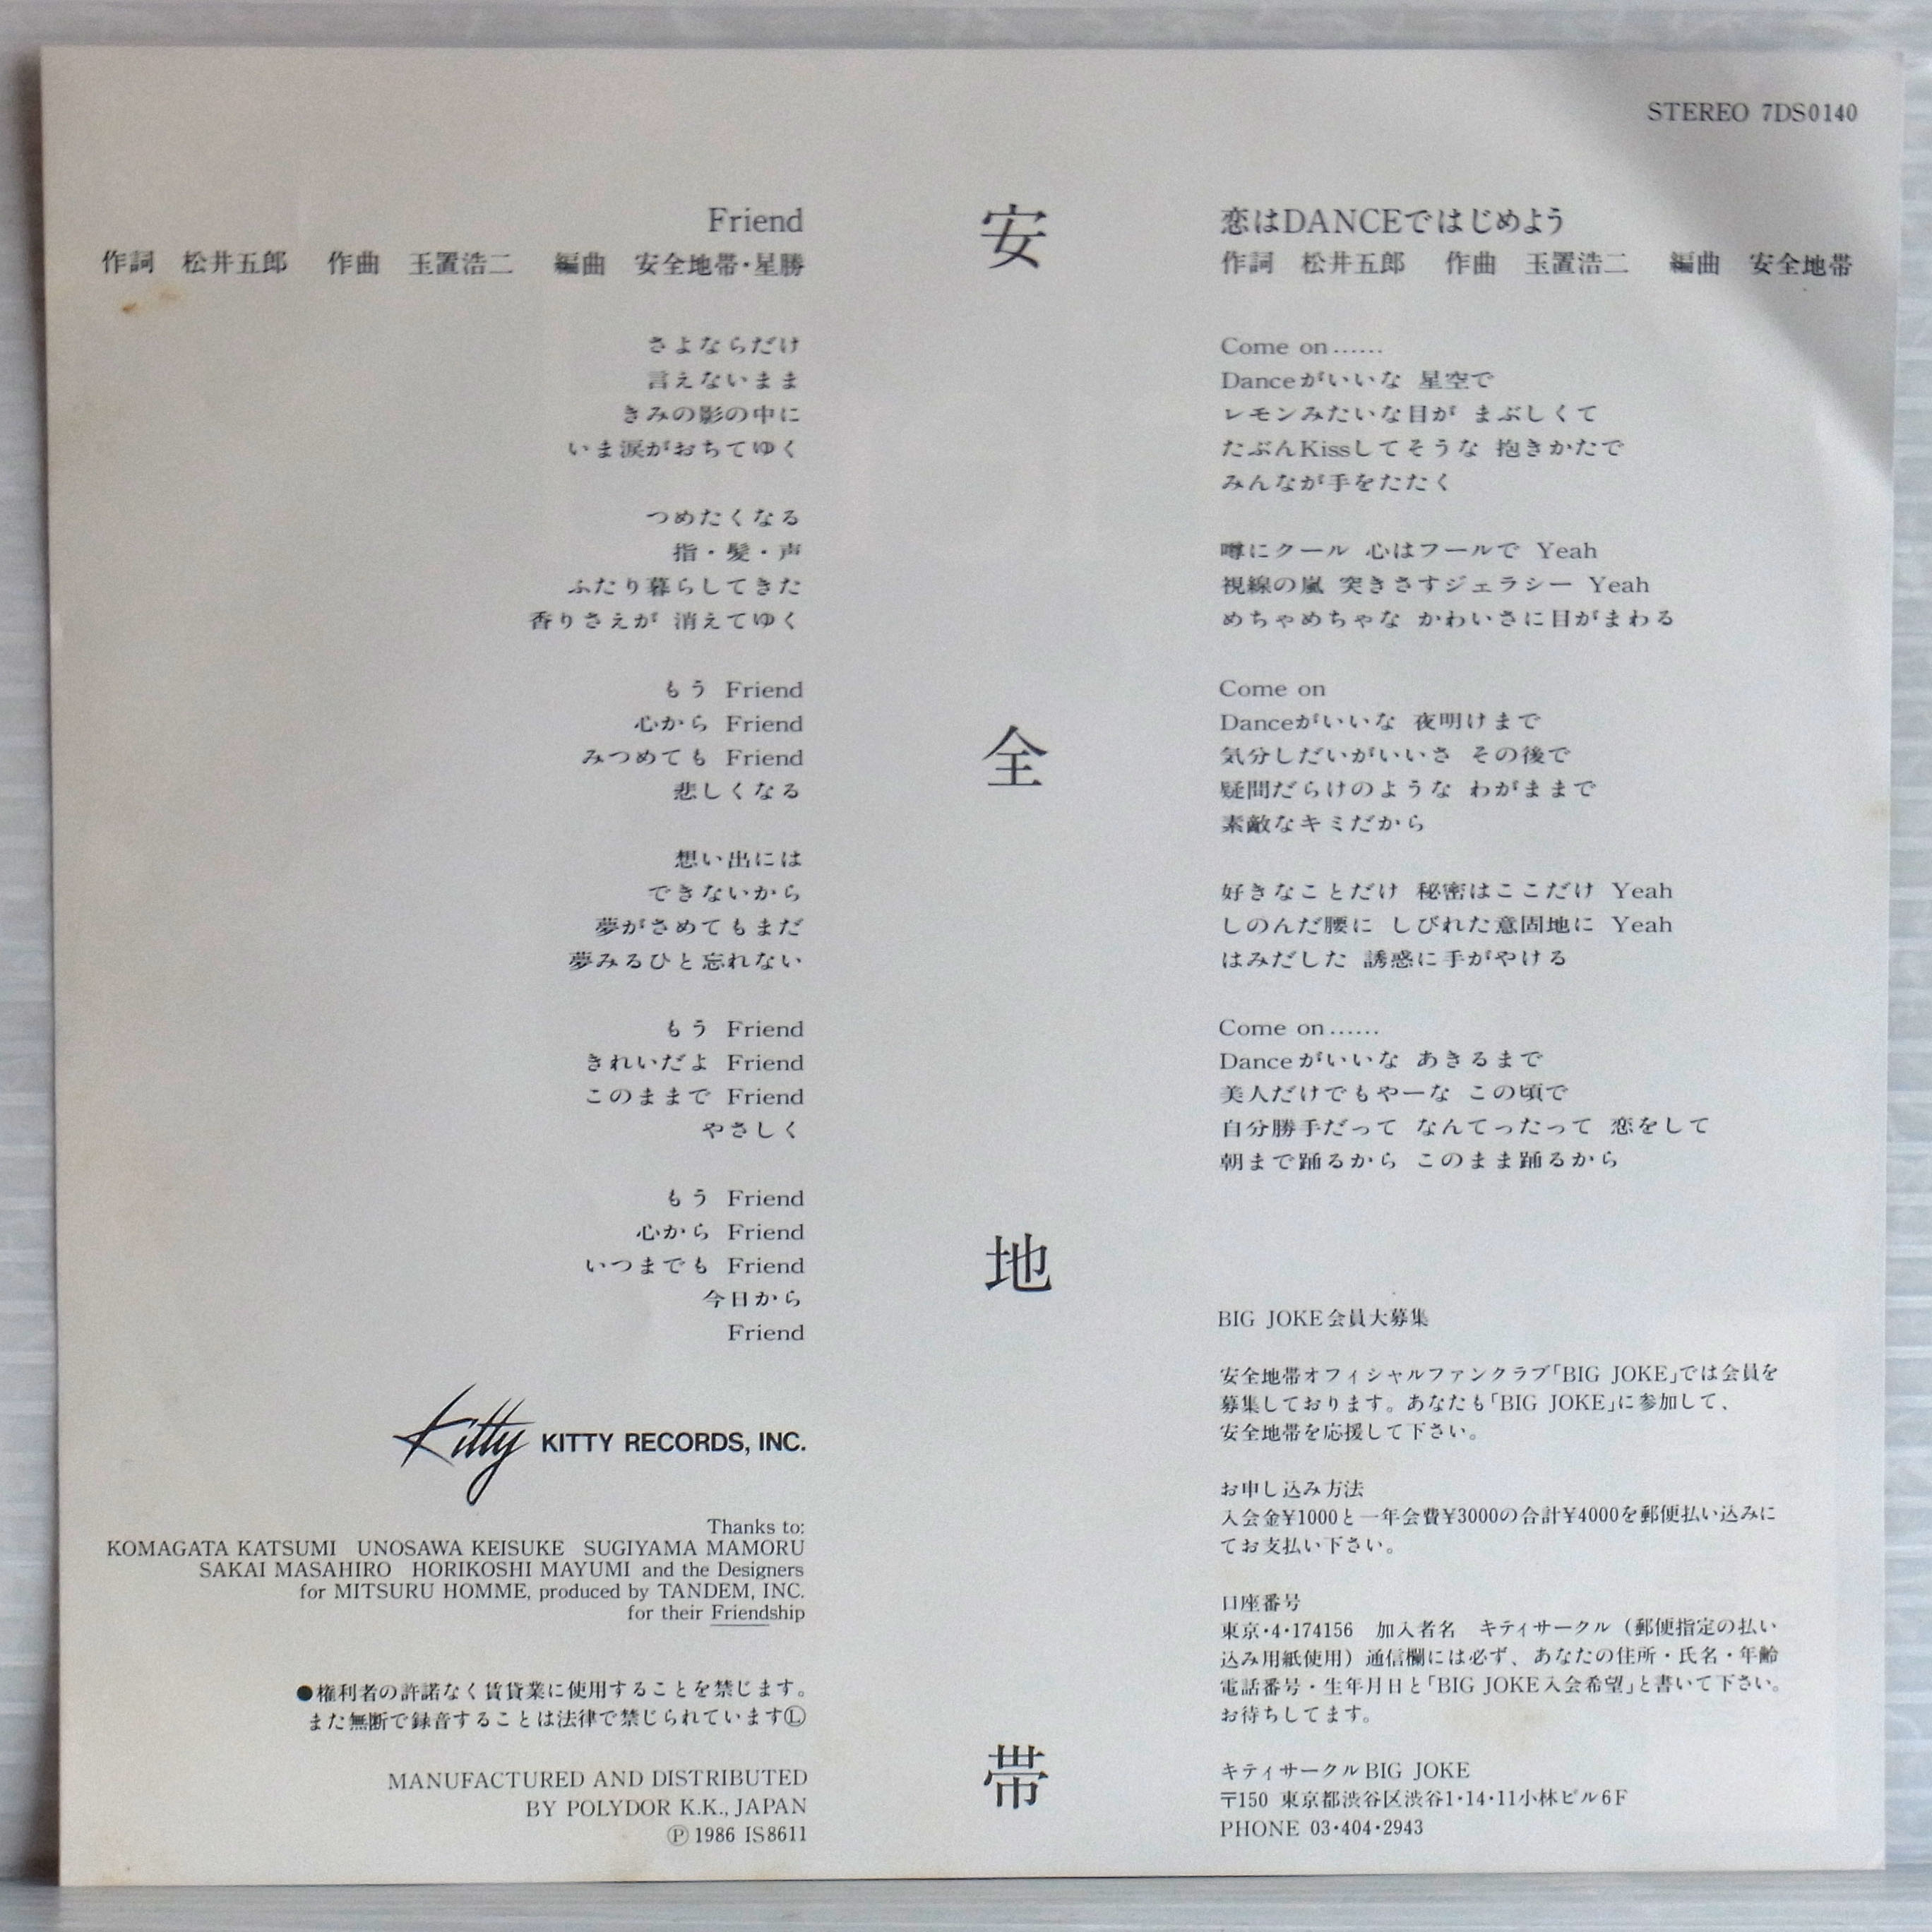 STEREO 7DS0140
Friend
作詞 松井五郎 作曲 玉置浩二 編曲 安全地帯・星勝
さよならだけ
言えないまま
きみの影の中に
いま涙がおちてゆく
つめたくなる
指・髪・声
ふたり暮らしてきた
香りさえが 消えてゆく
もう Friend
心から Friend
みつめても Friend
悲しくなる
想い出には
できないから
夢がさめてもまだ
夢みるひと忘れない
もう Friend
きれいだよ Friend
このままで Friend
やさしく
もう Friend
心から Friend
いつまでも Friend
今日から
Friend
Kitty KITTY RECORDS, INC.
Thanks to:
KOMAGATA KATSUMI UNOSAWA KEISUKE SUGIYAMA MAMORU
SAKAI MASAHIRO HORIKOSHI MAYUMI and the Designers
for MITSURU HOMME, produced by TANDEM, INC.
for their Friendship
●権利者の許諾なく賃貸業に使用することを禁じます。
また無断で録音することは法律で禁じられていますⓁ
MANUFACTURED AND DISTRIBUTED
BY POLYDOR K.K., JAPAN
Ⓟ 1986 IS8611
安
全
地
帯
恋はDANCEではじめよう
作詞 松井五郎 作曲 玉置浩二 編曲 安全地帯
Come on……
Danceがいいな 星空で
レモンみたいな目が まぶしくて
たぶんKissしてそうな 抱きかたで
みんなが手をたたく
噂にクール 心はフールで Yeah
視線の嵐 突きさすジェラシー Yeah
めちゃめちゃな かわいさに目がまわる
Come on
Danceがいいな 夜明けまで
気分しだいがいいさ その後で
疑問だらけのような わがままで
素敵なキミだから
好きなことだけ 秘密はここだけ Yeah
しのんだ腰に しびれた意固地に Yeah
はみだした 誘惑に手がやける
Come on……
Danceがいいな あきるまで
美人だけでもやーな この頃で
自分勝手だって なんてったって 恋をして
朝まで踊るから このまま踊るから
BIG JOKE会員大募集
安全地帯オフィシャルファンクラブ「BIG JOKE」では会員を
募集しております。あなたも「BIG JOKE」に参加して、
安全地帯を応援して下さい。
お申し込み方法
入会金¥1000と一年会費¥3000の合計¥4000を郵便払い込みに
てお支払い下さい。
口座番号
東京・4・174156 加入者名 キティサークル（郵便指定の払い
込み用紙使用）通信欄には必ず、あなたの住所・氏名・年齢
電話番号・生年月日と「BIG JOKE入会希望」と書いて下さい。
お待ちしてます。
キティサークルBIG JOKE
〒150 東京都渋谷区渋谷1・14・11小林ビル6F
PHONE 03・404・2943